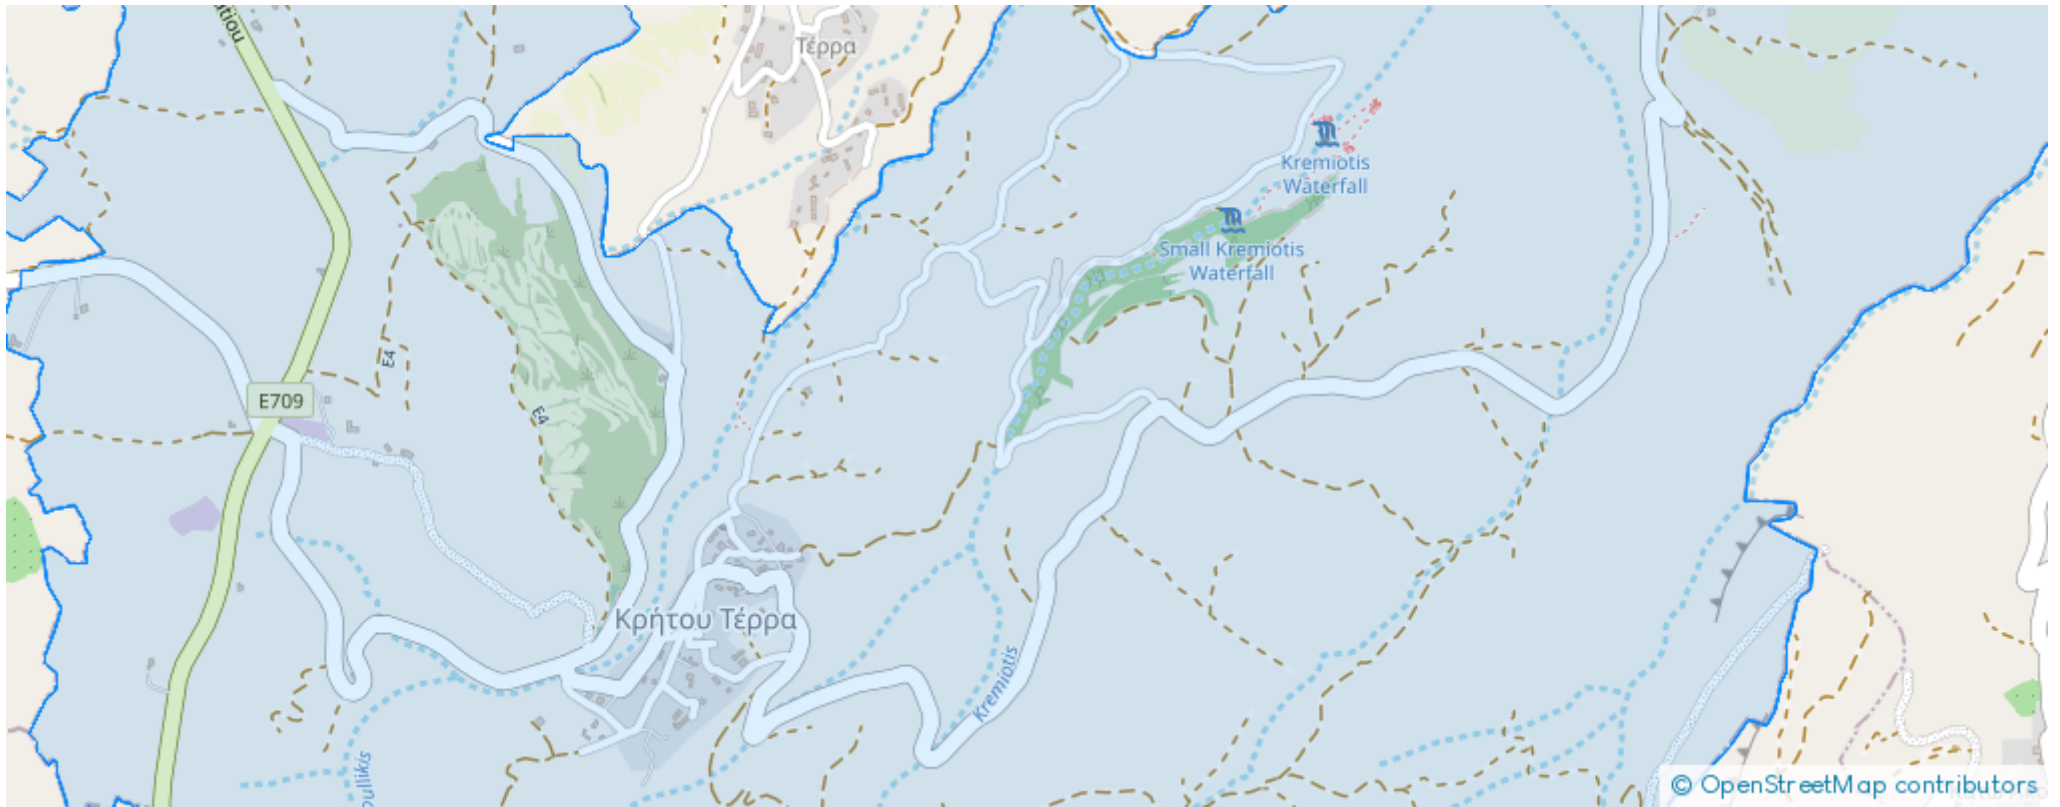 Τέρρα
Kremiotis
Waterfall
Small Kremiotis
Waterfall
E4
E709
E4
Κρήτου Τέρρα
Kremiotis
© OpenStreetMap contributors